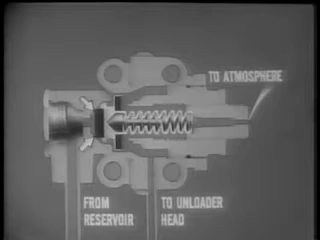 TO ATMOSPHERE
FROM
RESERVOIR
TO UNLOADER
HEAD